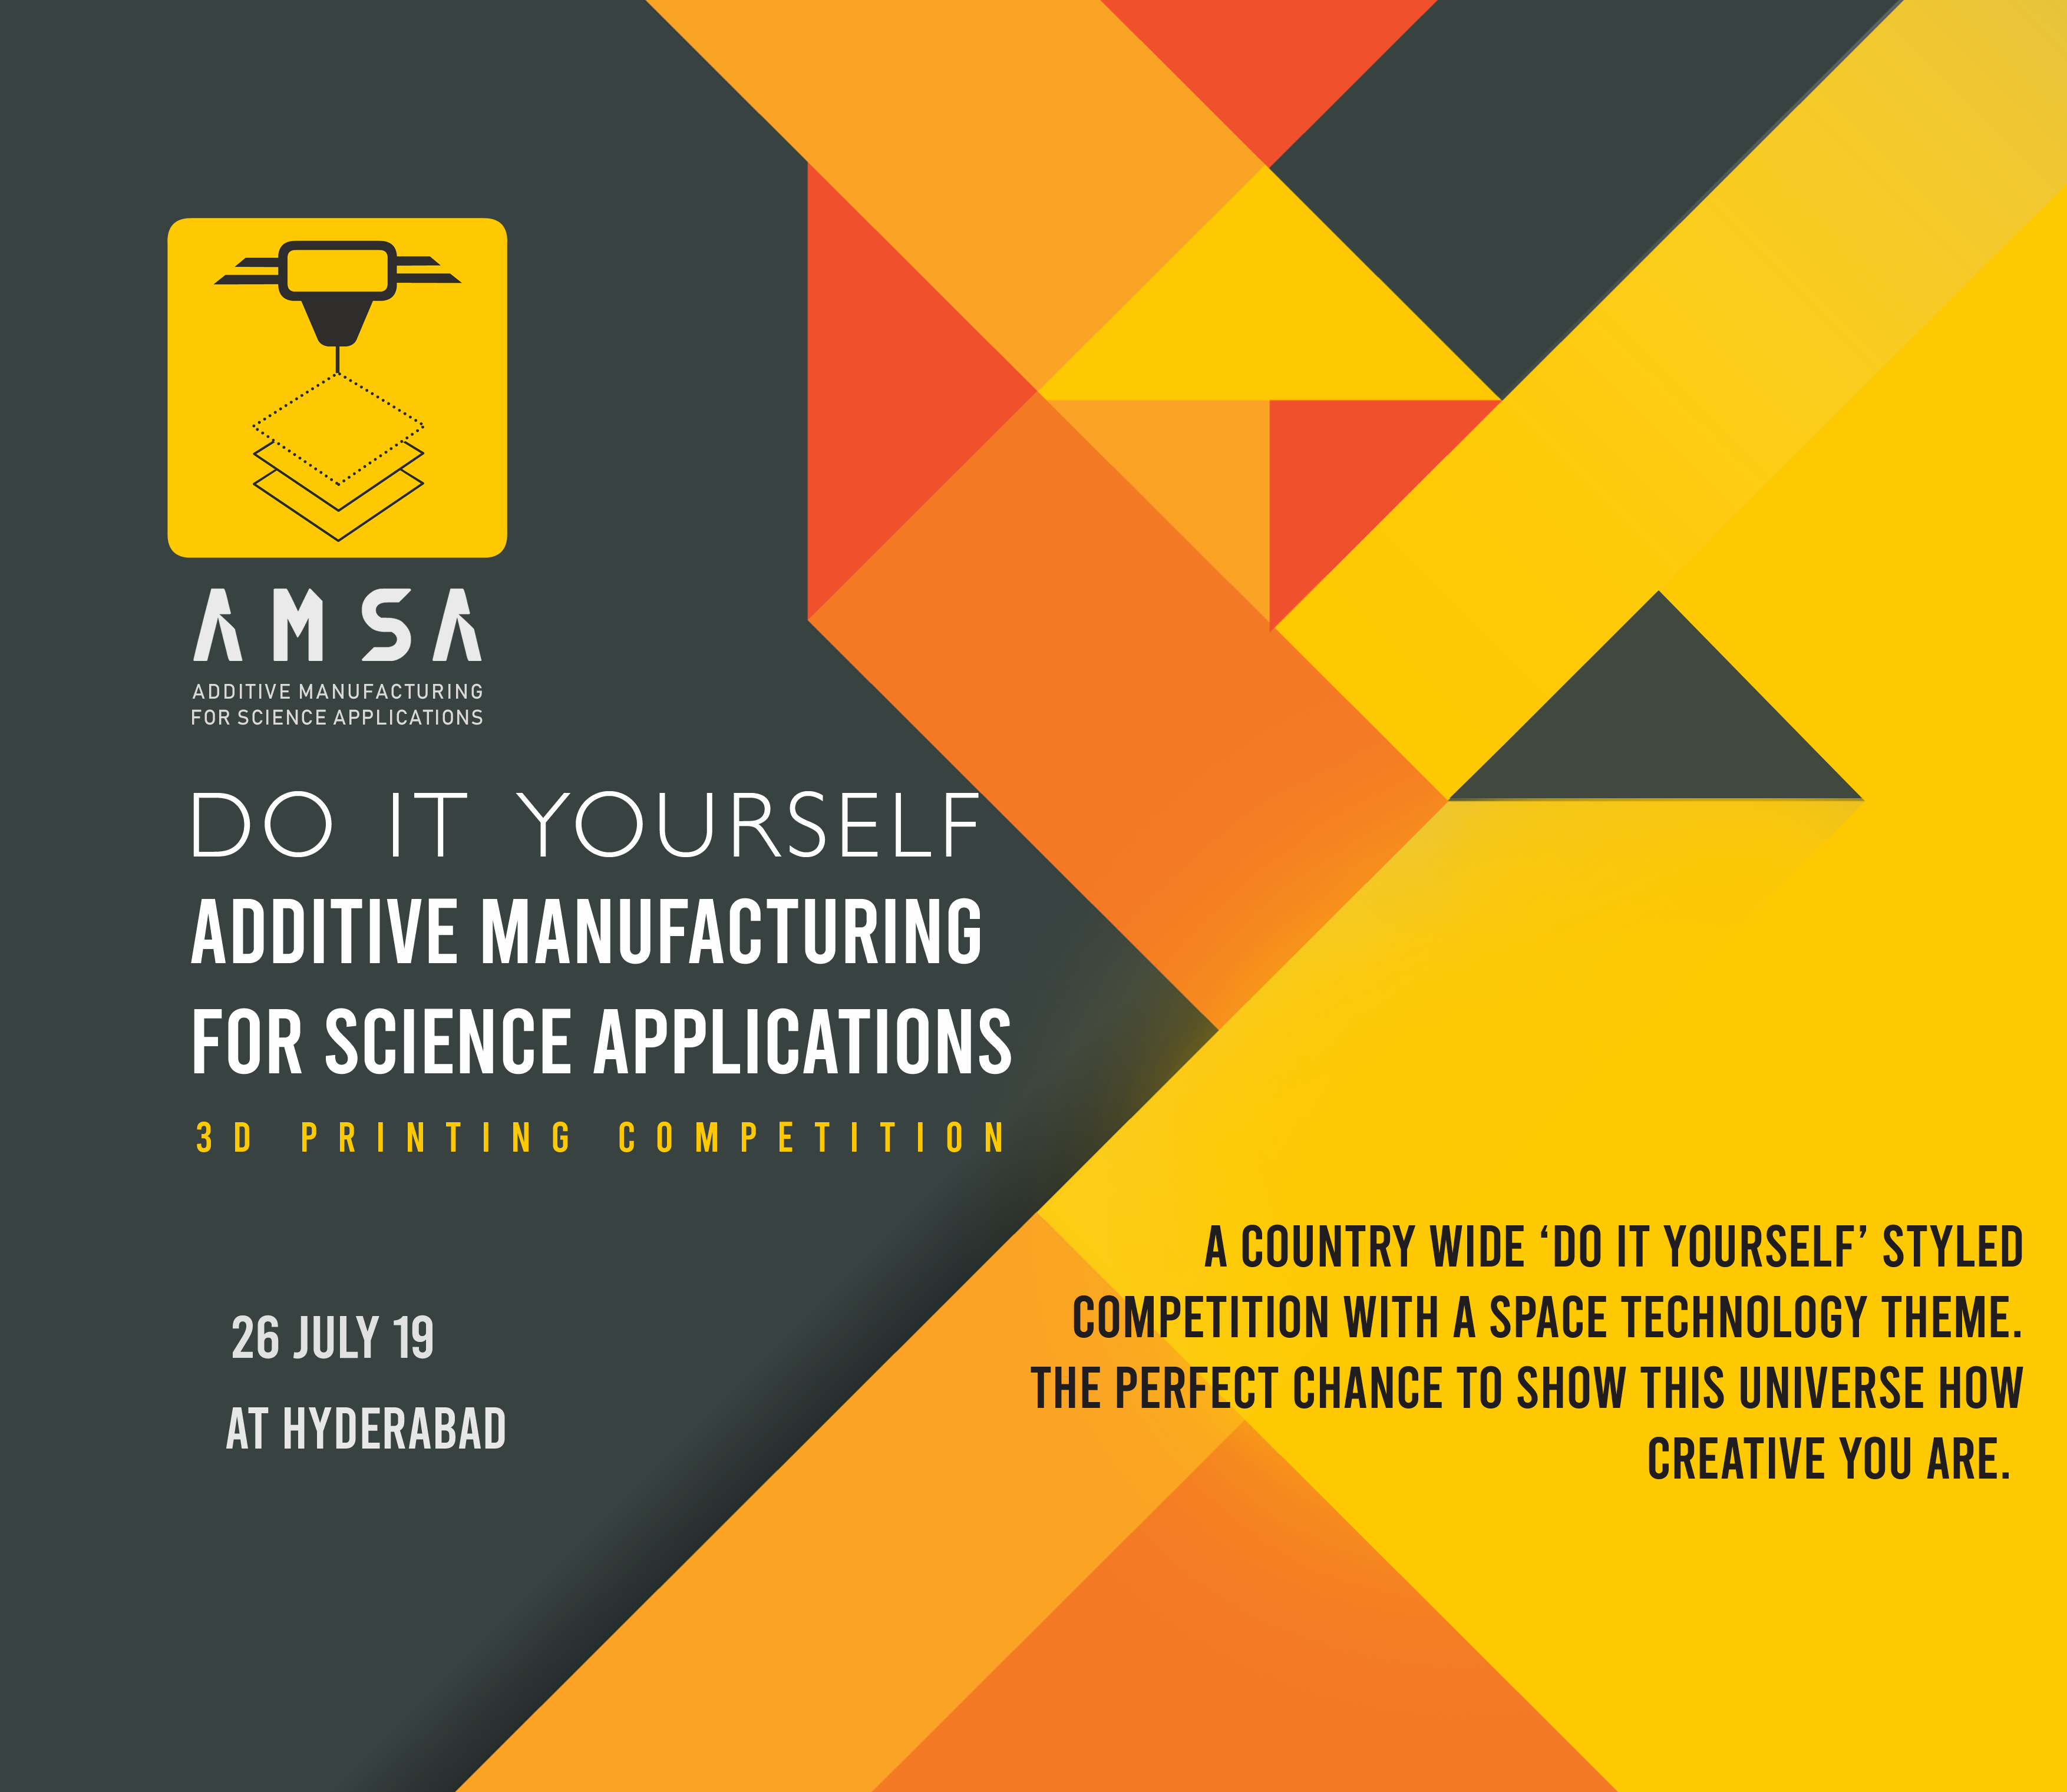 AMSA
ADDITIVE MANUFACTURING
FOR SCIENCE APPLICATIONS
DO IT YOURSELF
ADDITIVE MANUFACTURING
FOR SCIENCE APPLICATIONS
3D PRINTING COMPETITION
26 JULY 19
AT HYDERABAD
A COUNTRY WIDE ‘DO IT YOURSELF’ STYLED
COMPETITION WITH A SPACE TECHNOLOGY THEME.
THE PERFECT CHANCE TO SHOW THIS UNIVERSE HOW
CREATIVE YOU ARE.